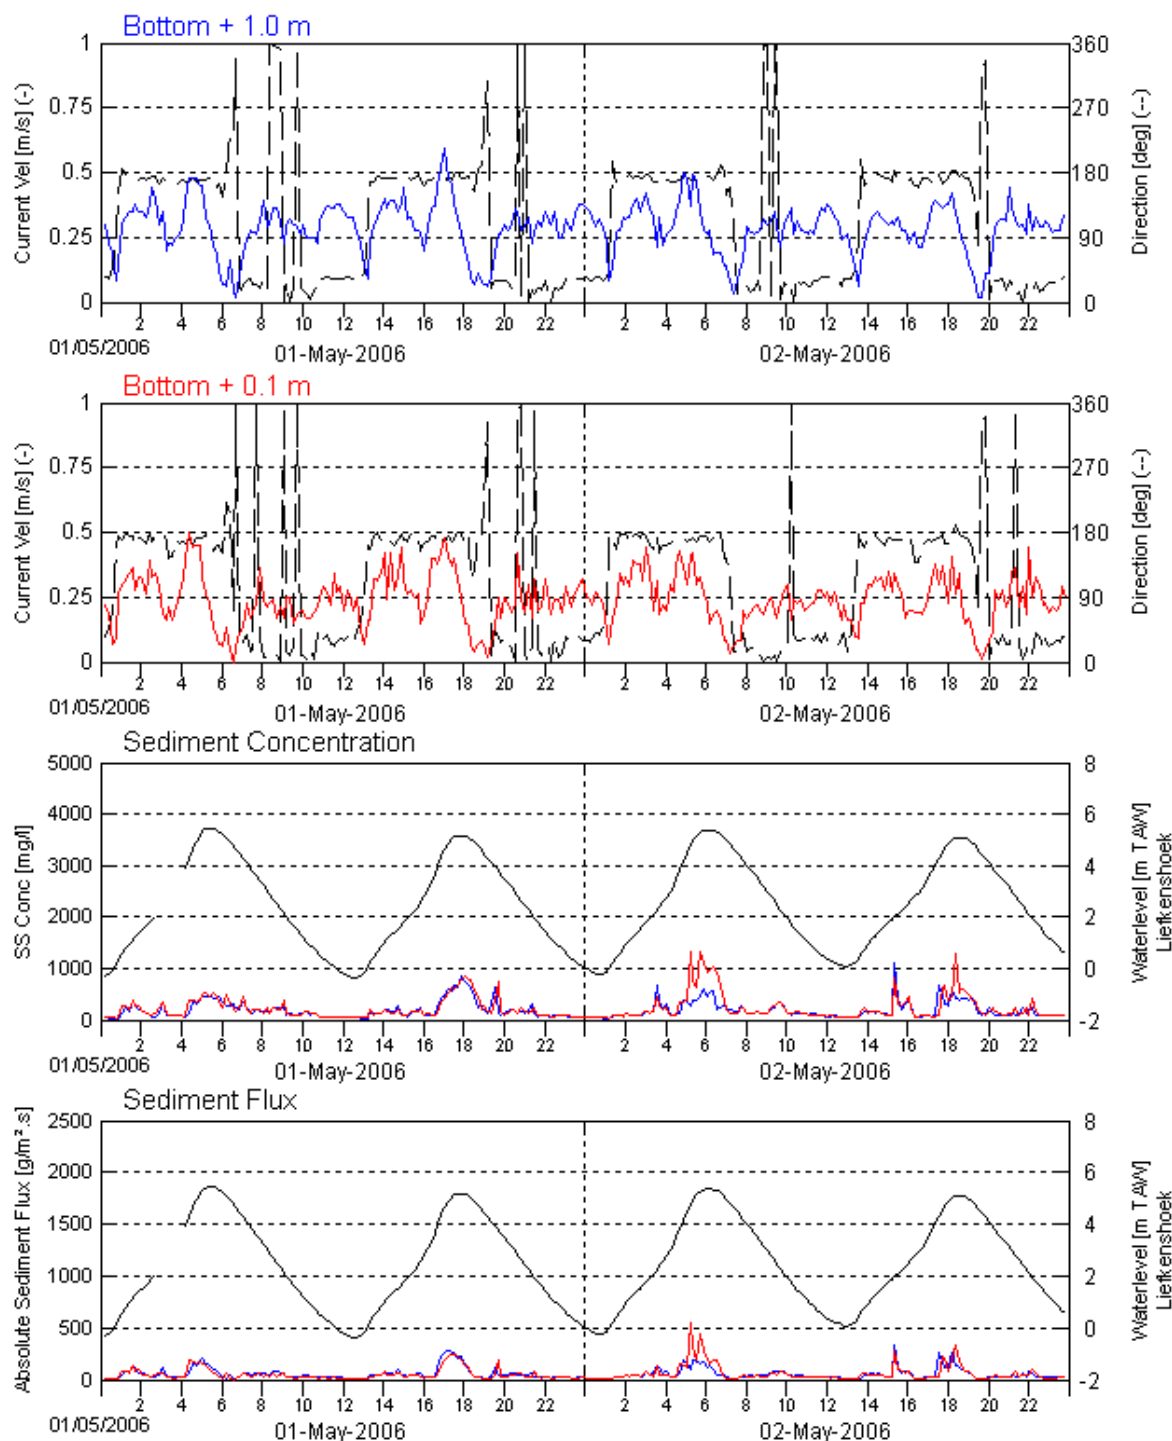 Bottom + 1.0 m
1 0.75 0.5 0.25 0
Current Vel [m/s] (-)
360 270 180 90 0
Direction [deg] (--)
2 4 6 8 10 12 14 16 18 20 22 2 4 6 8 10 12 14 16 18 20 22
01/05/2006 01-May-2006 02-May-2006
Bottom + 0.1 m
1 0.75 0.5 0.25 0
Current Vel [m/s] (-)
360 270 180 90 0
Direction [deg] (--)
2 4 6 8 10 12 14 16 18 20 22 2 4 6 8 10 12 14 16 18 20 22
01/05/2006 01-May-2006 02-May-2006
Sediment Concentration
5000 4000 3000 2000 1000 0
SS Conc [mg/l]
8 6 4 2 0 -2
Waterlevel [m TAW]
Liefkenshoek
2 4 6 8 10 12 14 16 18 20 22 2 4 6 8 10 12 14 16 18 20 22
01/05/2006 01-May-2006 02-May-2006
Sediment Flux
2500 2000 1500 1000 500 0
Absolute Sediment Flux [g/m².s]
8 6 4 2 0 -2
Waterlevel [m TAW]
Liefkenshoek
2 4 6 8 10 12 14 16 18 20 22 2 4 6 8 10 12 14 16 18 20 22
01/05/2006 01-May-2006 02-May-2006